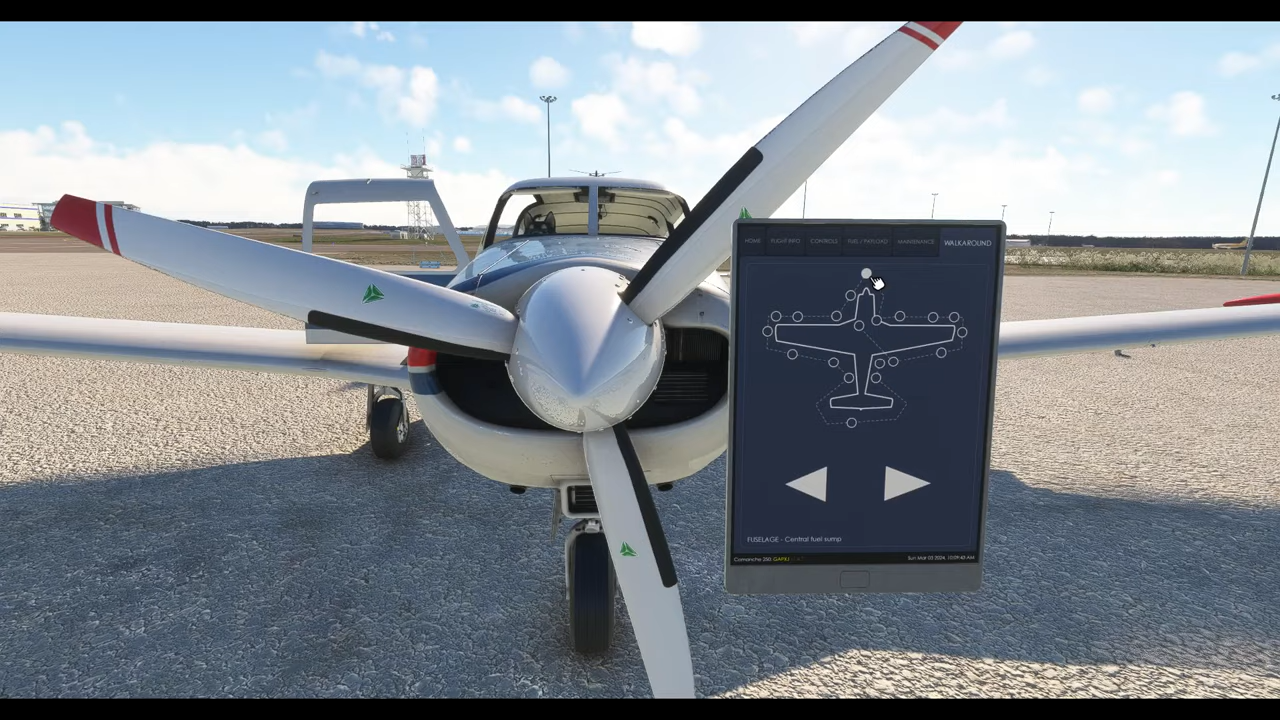 HOME FLIGHT INFO CONTROLS FUEL / PAYLOAD MAINTENANCE WALKAROUND
FUSELAGE - Central fuel sump
Comanche 250 Sun Mar 03 2024, 10:09:43 AM